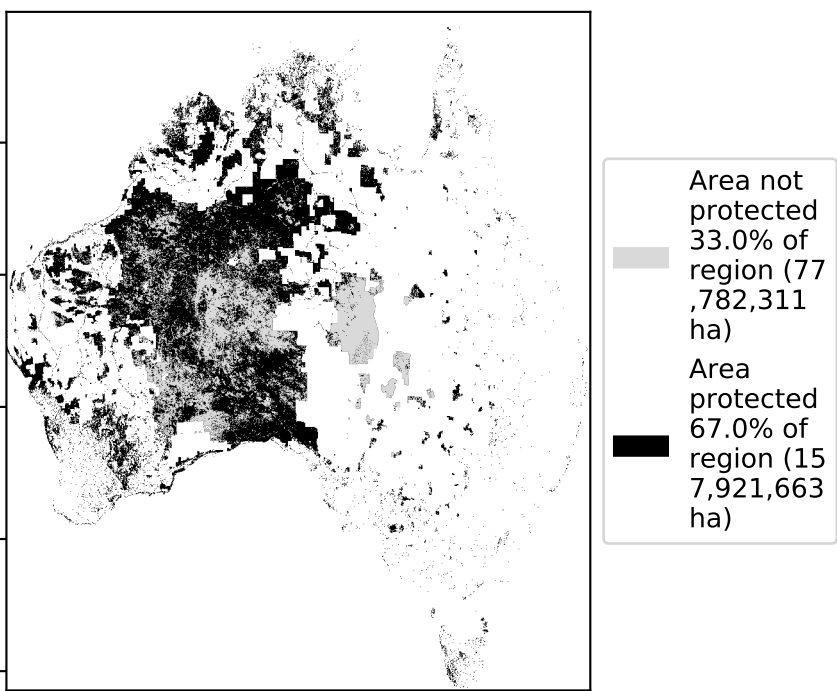 Area not
protected
33.0% of
region (77
,782,311
ha)
Area
protected
67.0% of
region (15
7,921,663
ha)